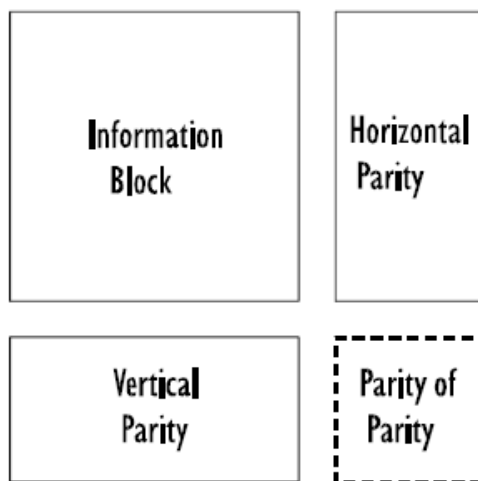 Information
Block
Horizontal
Parity
Vertical
Parity
Parity of
Parity